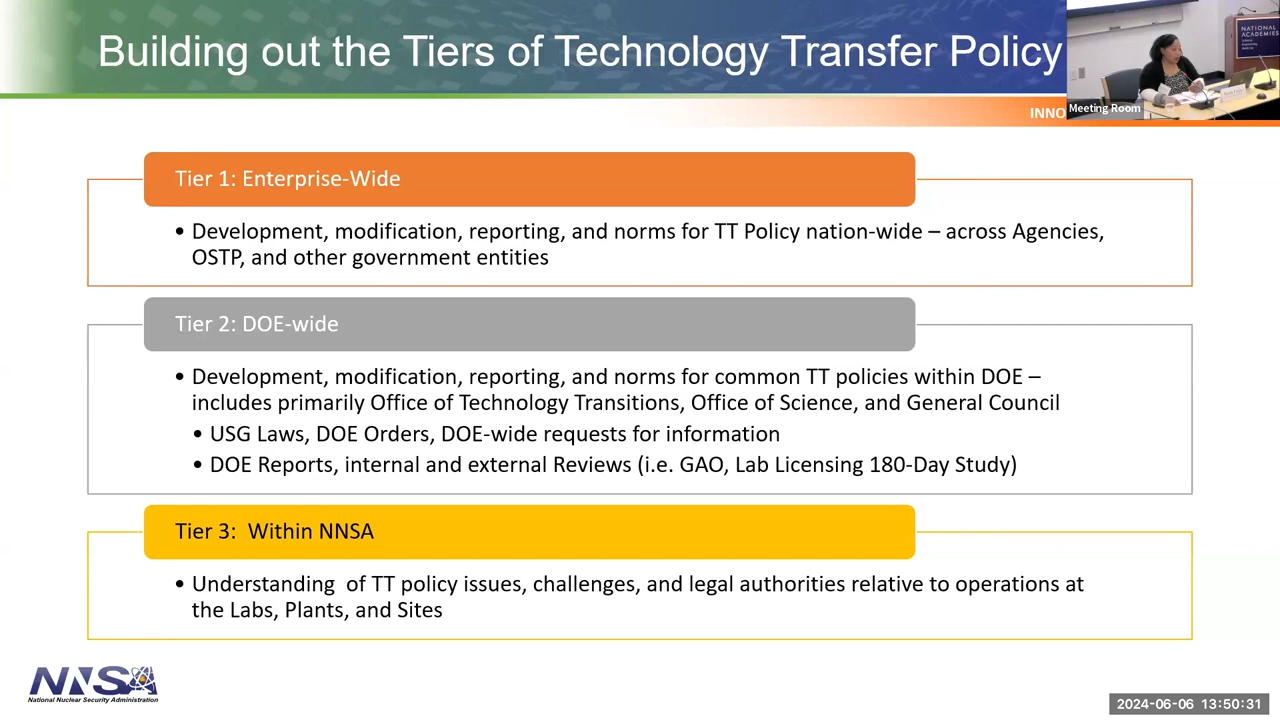 Building out the Tiers of Technology Transfer Policy
NATIONAL
ACADEMIES
Meeting Room
INNO
Tier 1: Enterprise-Wide
• Development, modification, reporting, and norms for TT Policy nation-wide – across Agencies,
OSTP, and other government entities
Tier 2: DOE-wide
• Development, modification, reporting, and norms for common TT policies within DOE –
includes primarily Office of Technology Transitions, Office of Science, and General Council
• USG Laws, DOE Orders, DOE-wide requests for information
• DOE Reports, internal and external Reviews (i.e. GAO, Lab Licensing 180-Day Study)
Tier 3:  Within NNSA
• Understanding  of TT policy issues, challenges, and legal authorities relative to operations at
the Labs, Plants, and Sites
NNSA
National Nuclear Security Administration
2024-06-06 13:50:31